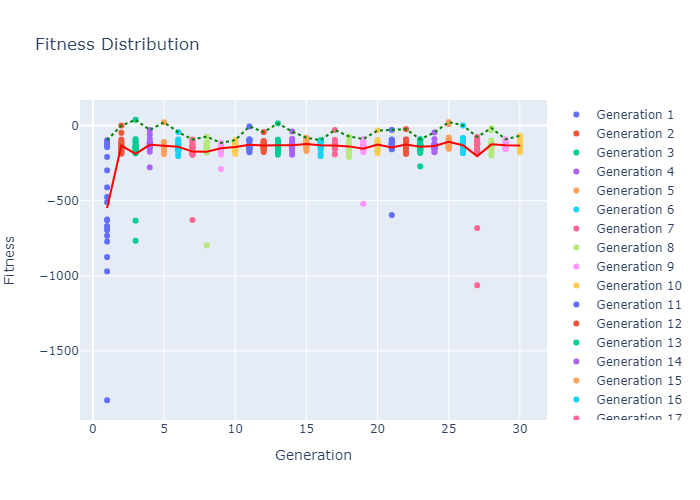 Fitness Distribution
0
−500
−1000
−1500
Fitness
0
5
10
15
20
25
30
Generation
Generation 1
Generation 2
Generation 3
Generation 4
Generation 5
Generation 6
Generation 7
Generation 8
Generation 9
Generation 10
Generation 11
Generation 12
Generation 13
Generation 14
Generation 15
Generation 16
Generation 17